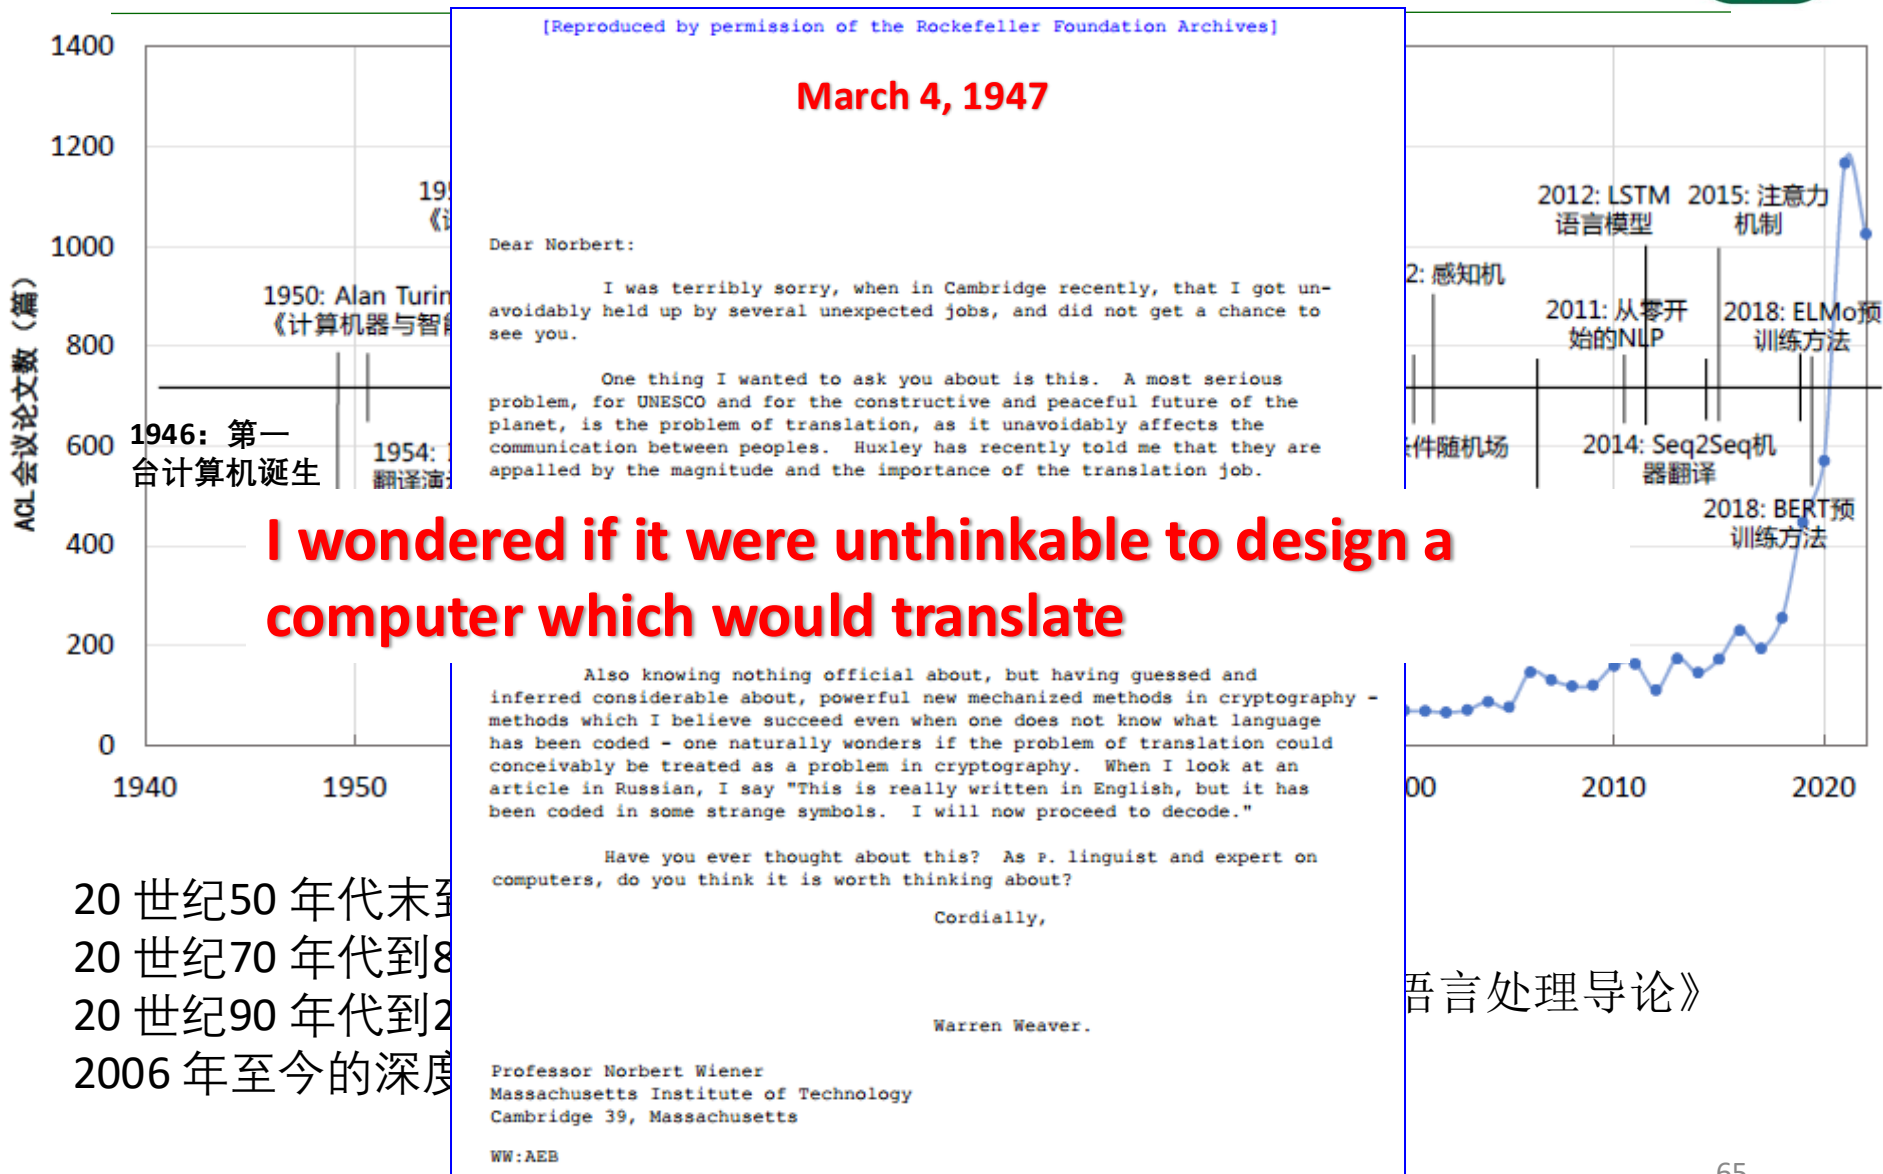 [Reproduced by permission of the Rockefeller Foundation Archives]
March 4, 1947
Dear Norbert:
I was terribly sorry, when in Cambridge recently, that I got un-
avoidably held up by several unexpected jobs, and did not get a chance to
see you.
One thing I wanted to ask you about is this. A most serious
problem, for UNESCO and for the constructive and peaceful future of the
planet, is the problem of translation, as it unavoidably affects the
communication between peoples. Huxley has recently told me that they are
appalled by the magnitude and the importance of the translation job.
I wondered if it were unthinkable to design a
computer which would translate
Also knowing nothing official about, but having guessed and
inferred considerable about, powerful new mechanized methods in cryptography -
methods which I believe succeed even when one does not know what language
has been coded - one naturally wonders if the problem of translation could
conceivably be treated as a problem in cryptography. When I look at an
article in Russian, I say "This is really written in English, but it has
been coded in some strange symbols. I will now proceed to decode."
Have you ever thought about this? As P. linguist and expert on
computers, do you think it is worth thinking about?
Cordially,
Warren Weaver.
Professor Norbert Wiener
Massachusetts Institute of Technology
Cambridge 39, Massachusetts
WW:AEB
ACL会议论文数（篇）
1400
1200
1000
800
600
400
200
0
1940
1950
00
2010
2020
195
1950: Alan Turin
《计算机器与智
1946：第一
台计算机诞生
1954:
翻译演
2: 感知机
件随机场
2012: LSTM
语言模型
2015: 注意力
机制
2011: 从零开
始的NLP
2018: ELMo预
训练方法
2014: Seq2Seq机
器翻译
2018: BERT预
训练方法
20 世纪50 年代末
20 世纪70 年代到8
20 世纪90 年代到2
2006 年至今的深度
语言处理导论》
65